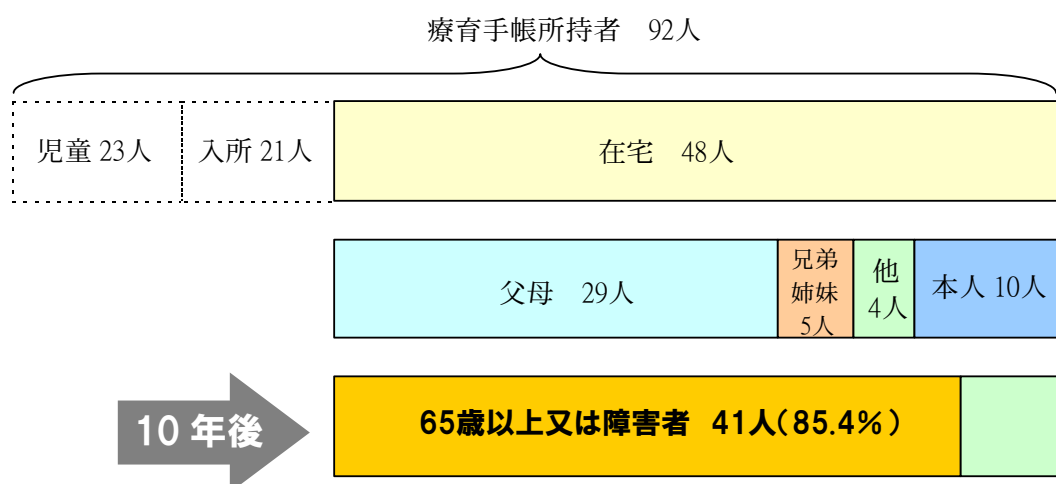 療育手帳所持者　92人
児童 23人
入所 21人
在宅　48人
父母　29人
兄弟
姉妹
5人
他
4人
本人 10人
10 年後
65歳以上又は障害者　41人（85.4％）